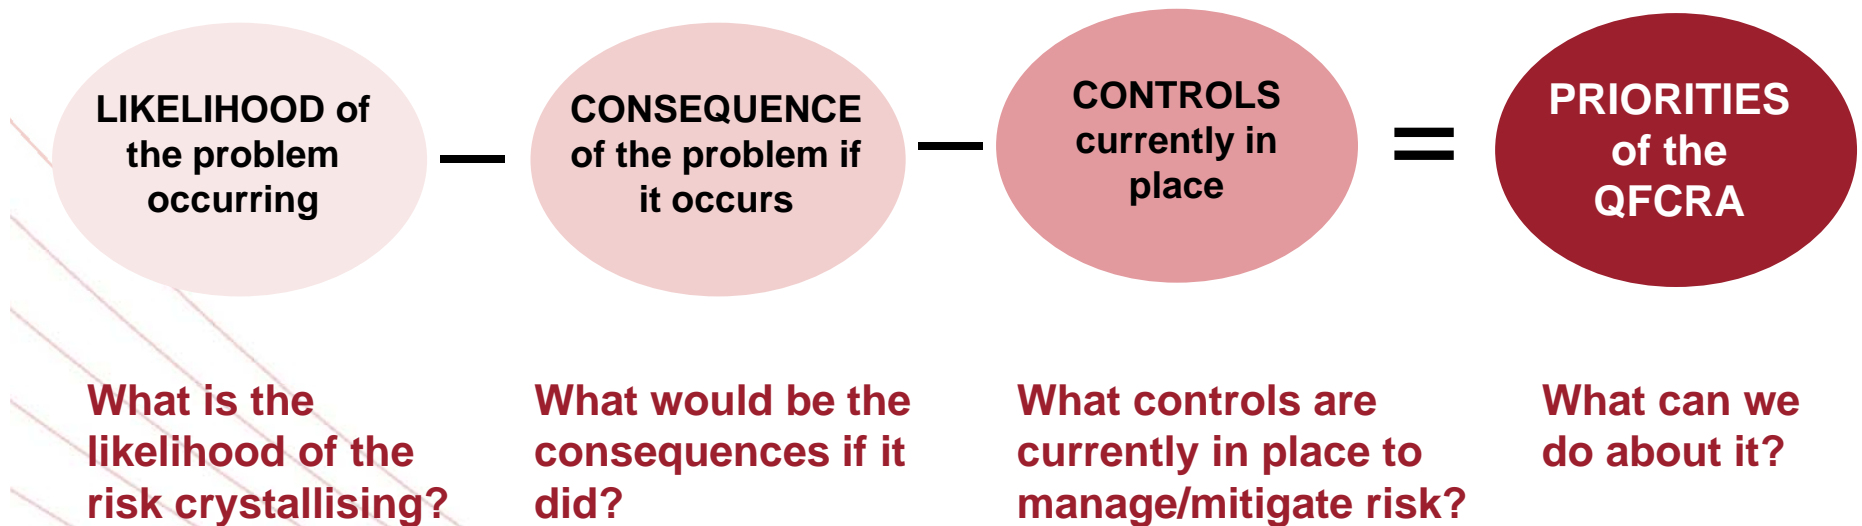 LIKELIHOOD of
the problem
occurring
—
CONSEQUENCE
of the problem if
it occurs
—
CONTROLS
currently in
place
=
PRIORITIES
of the
QFCRA
What is the
likelihood of the
risk crystallising?
What would be the
consequences if it
did?
What controls are
currently in place to
manage/mitigate risk?
What can we
do about it?